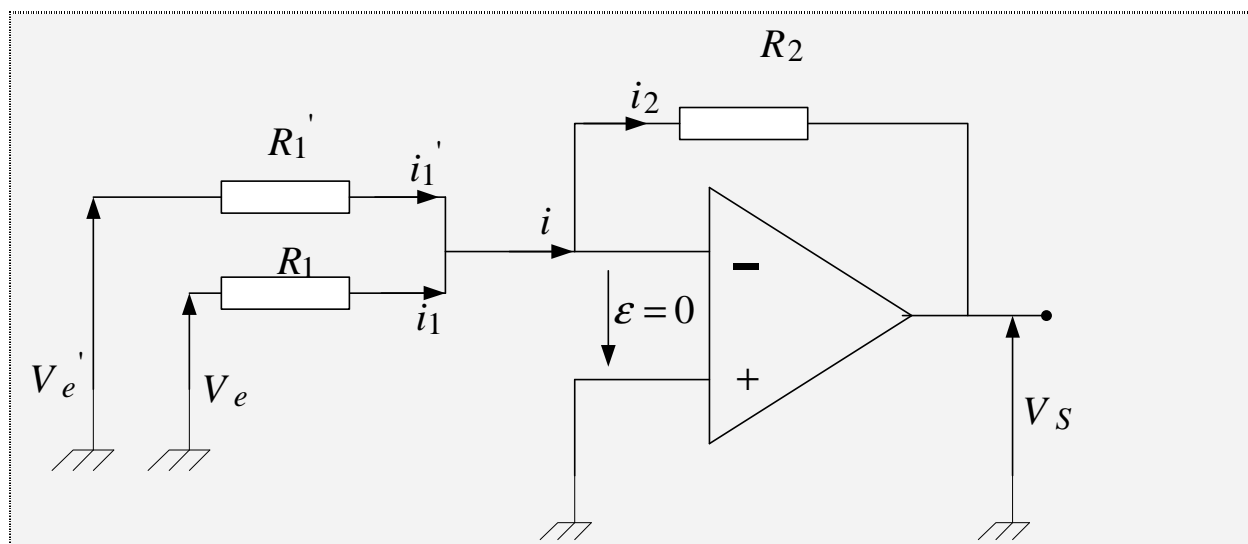 R2
i2
R1'
i1'
i
R1
i1
ε = 0
Ve'
Ve
−
+
VS